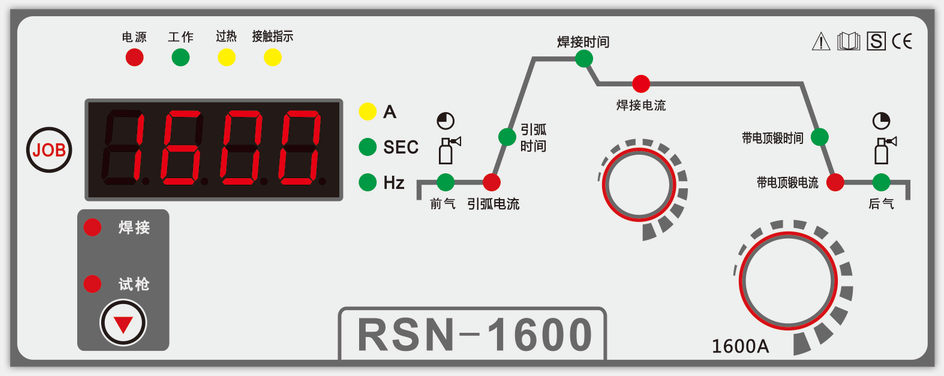 电源 工作 过热 接触指示
焊接时间
S CE
焊接电流
1600
A
SEC
Hz
JOB
引弧
时间
带电顶锻时间
带电顶锻电流
前气
引弧电流
后气
焊接
试枪
RSN-1600
1600A